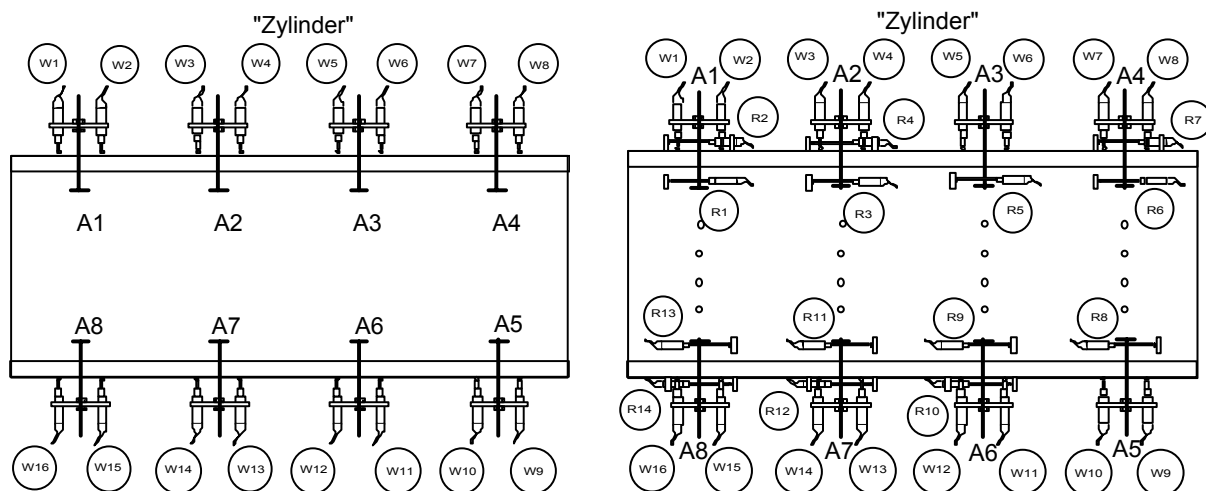 "Zylinder"
W1 W2 W3 W4 W5 W6 W7 W8
A1 A2 A3 A4
A8 A7 A6 A5
W16 W15 W14 W13 W12 W11 W10 W9
"Zylinder"
W1 W2 W3 W4 W5 W6 W7 W8
A1 A2 A3 A4
R2 R4 R7
R1 R3 R5 R6
R13 R11 R9 R8
R14 R12 R10
A8 A7 A6 A5
W16 W15 W14 W13 W12 W11 W10 W9